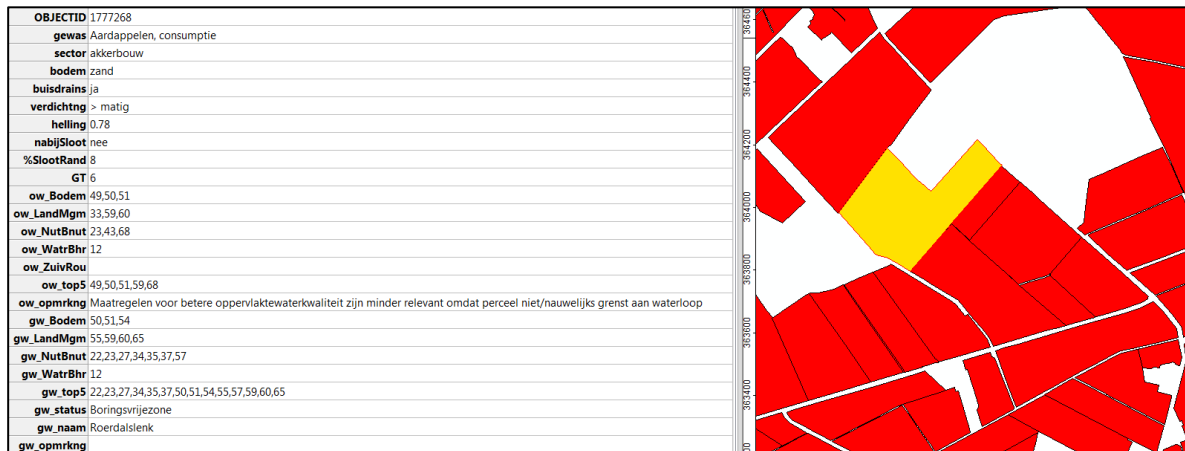 OBJECTID 1777268
gewas Aardappelen, consumptie
sector akkerbouw
bodem zand
buisdrains ja
verdichtng > matig
helling 0.78
nabijSloot nee
%SlootRand 8
GT 6
ow_Bodem 49,50,51
ow_LandMgm 33,59,60
ow_NutBnut 23,43,68
ow_WatrBhr 12
ow_ZuivRou
ow_top5 49,50,51,59,68
ow_opmrkng Maatregelen voor betere oppervlaktewaterkwaliteit zijn minder relevant omdat perceel niet/nauwelijks grenst aan waterloop
gw_Bodem 50,51,54
gw_LandMgm 55,59,60,65
gw_NutBnut 22,23,27,34,35,37,57
gw_WatrBhr 12
gw_top5 22,23,27,34,35,37,50,51,54,55,57,59,60,65
gw_status Boringsvrijezone
gw_naam Roerdalslenk
gw_opmrkng
364400
364200
364000
363800
363600
363400